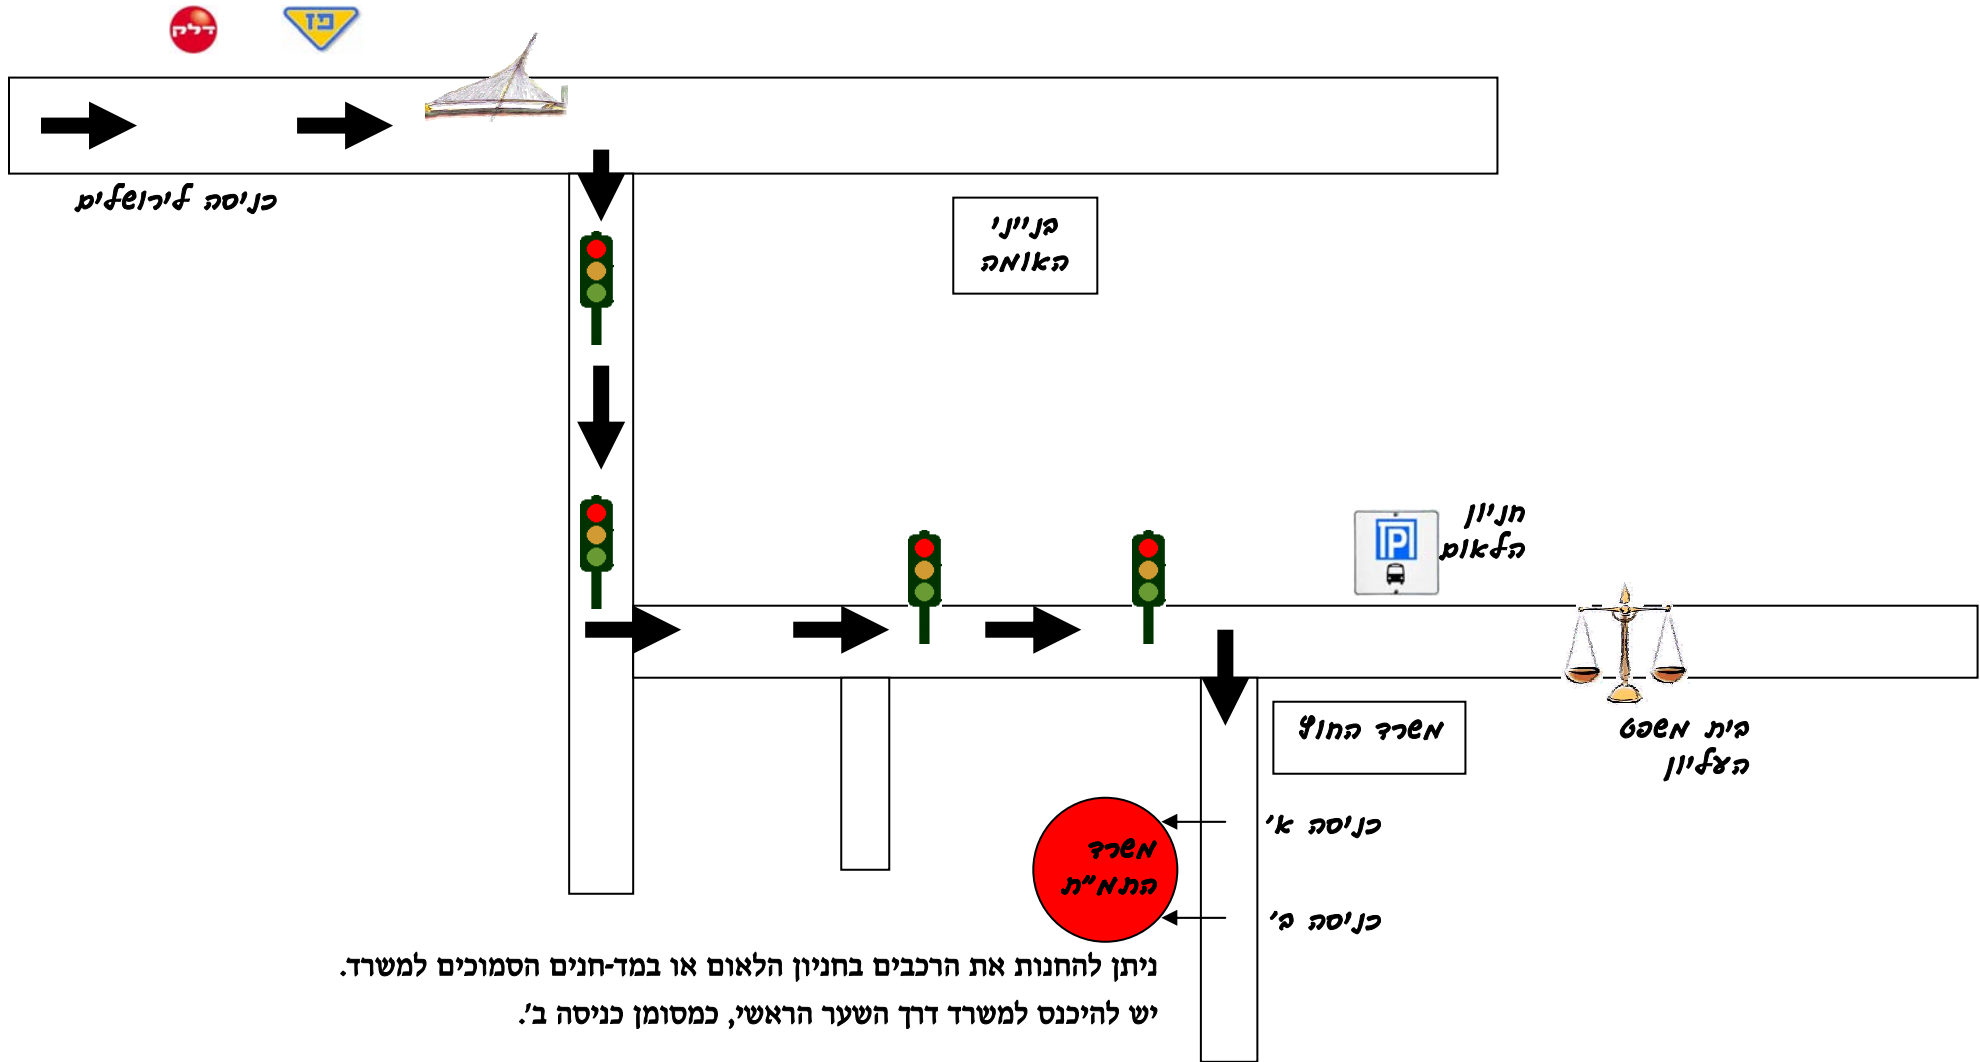 דלק
פז
כניסה לירושלים
בנייני
האומה
חניון
הלאום
P
משרד החוץ
בית משפט
העליון
משרד
התמ"ת
כניסה א'
כניסה ב'
ניתן להחנות את הרכבים בחניון הלאום או במד-חנים הסמוכים למשרד.
יש להיכנס למשרד דרך השער הראשי, כמסומן כניסה ב'.